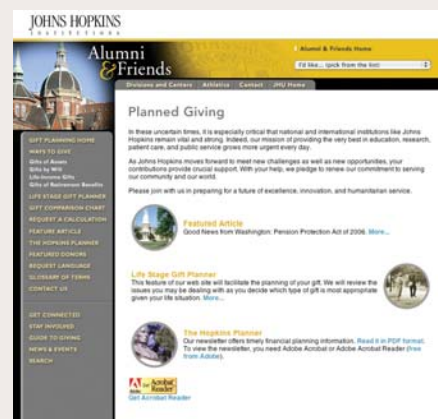 JOHNS HOPKINS
INSTITUTIONS
Alumni
& Friends
Alumni & Friends Home
I'd like... (pick from the list)
Divisions and Centers
Athletics
Contact
JHU Home
GIFT PLANNING HOME
WAYS TO GIVE
Gifts of Assets
Gifts by Will
Life-Income Gifts
Gifts of Retirement Benefits
LIFE STAGE GIFT PLANNER
GIFT COMPARISON CHART
REQUEST A CALCULATION
FEATURE ARTICLE
THE HOPKINS PLANNER
FEATURED DONORS
BEQUEST LANGUAGE
GLOSSARY OF TERMS
CONTACT US
GET CONNECTED
STAY INVOLVED
GUIDE TO GIVING
NEWS & EVENTS
SEARCH
Planned Giving
In these uncertain times, it is especially critical that national and international institutions like Johns
Hopkins remain vital and strong. Indeed, our mission of providing the very best in education, research,
patient care, and public service grows more urgent every day.
As Johns Hopkins moves forward to meet new challenges as well as new opportunities, your
contributions provide crucial support. With your help, we pledge to renew our commitment to serving
our community and our world.
Please join with us in preparing for a future of excellence, innovation, and humanitarian service.
Featured Article
Good News from Washington: Pension Protection Act of 2006. More...
Life Stage Gift Planner
This feature of our web site will facilitate the planning of your gift. We will review the
issues you may be dealing with as you decide which type of gift is most appropriate
given your life situation. More...
The Hopkins Planner
Our newsletter offers timely financial planning information. Read it in PDF format.
To view the newsletter, you need Adobe Acrobat or Adobe Acrobat Reader (free
from Adobe).
Get Acrobat
Reader
Adobe
Get Acrobat Reader